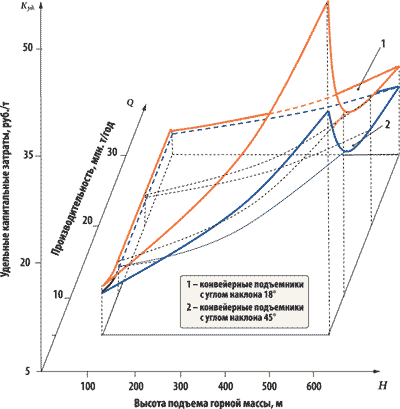 Kуд.
50
35
20
5
Удельные капитальные затраты, руб./т
Q
Производительность, млн. т/год
30
20
10
1
2
1 – конвейерные подъемники
с углом наклона 18°
2 – конвейерные подъемники
с углом наклона 45°
100 200 300 400 500 600 H
Высота подъема горной массы, м